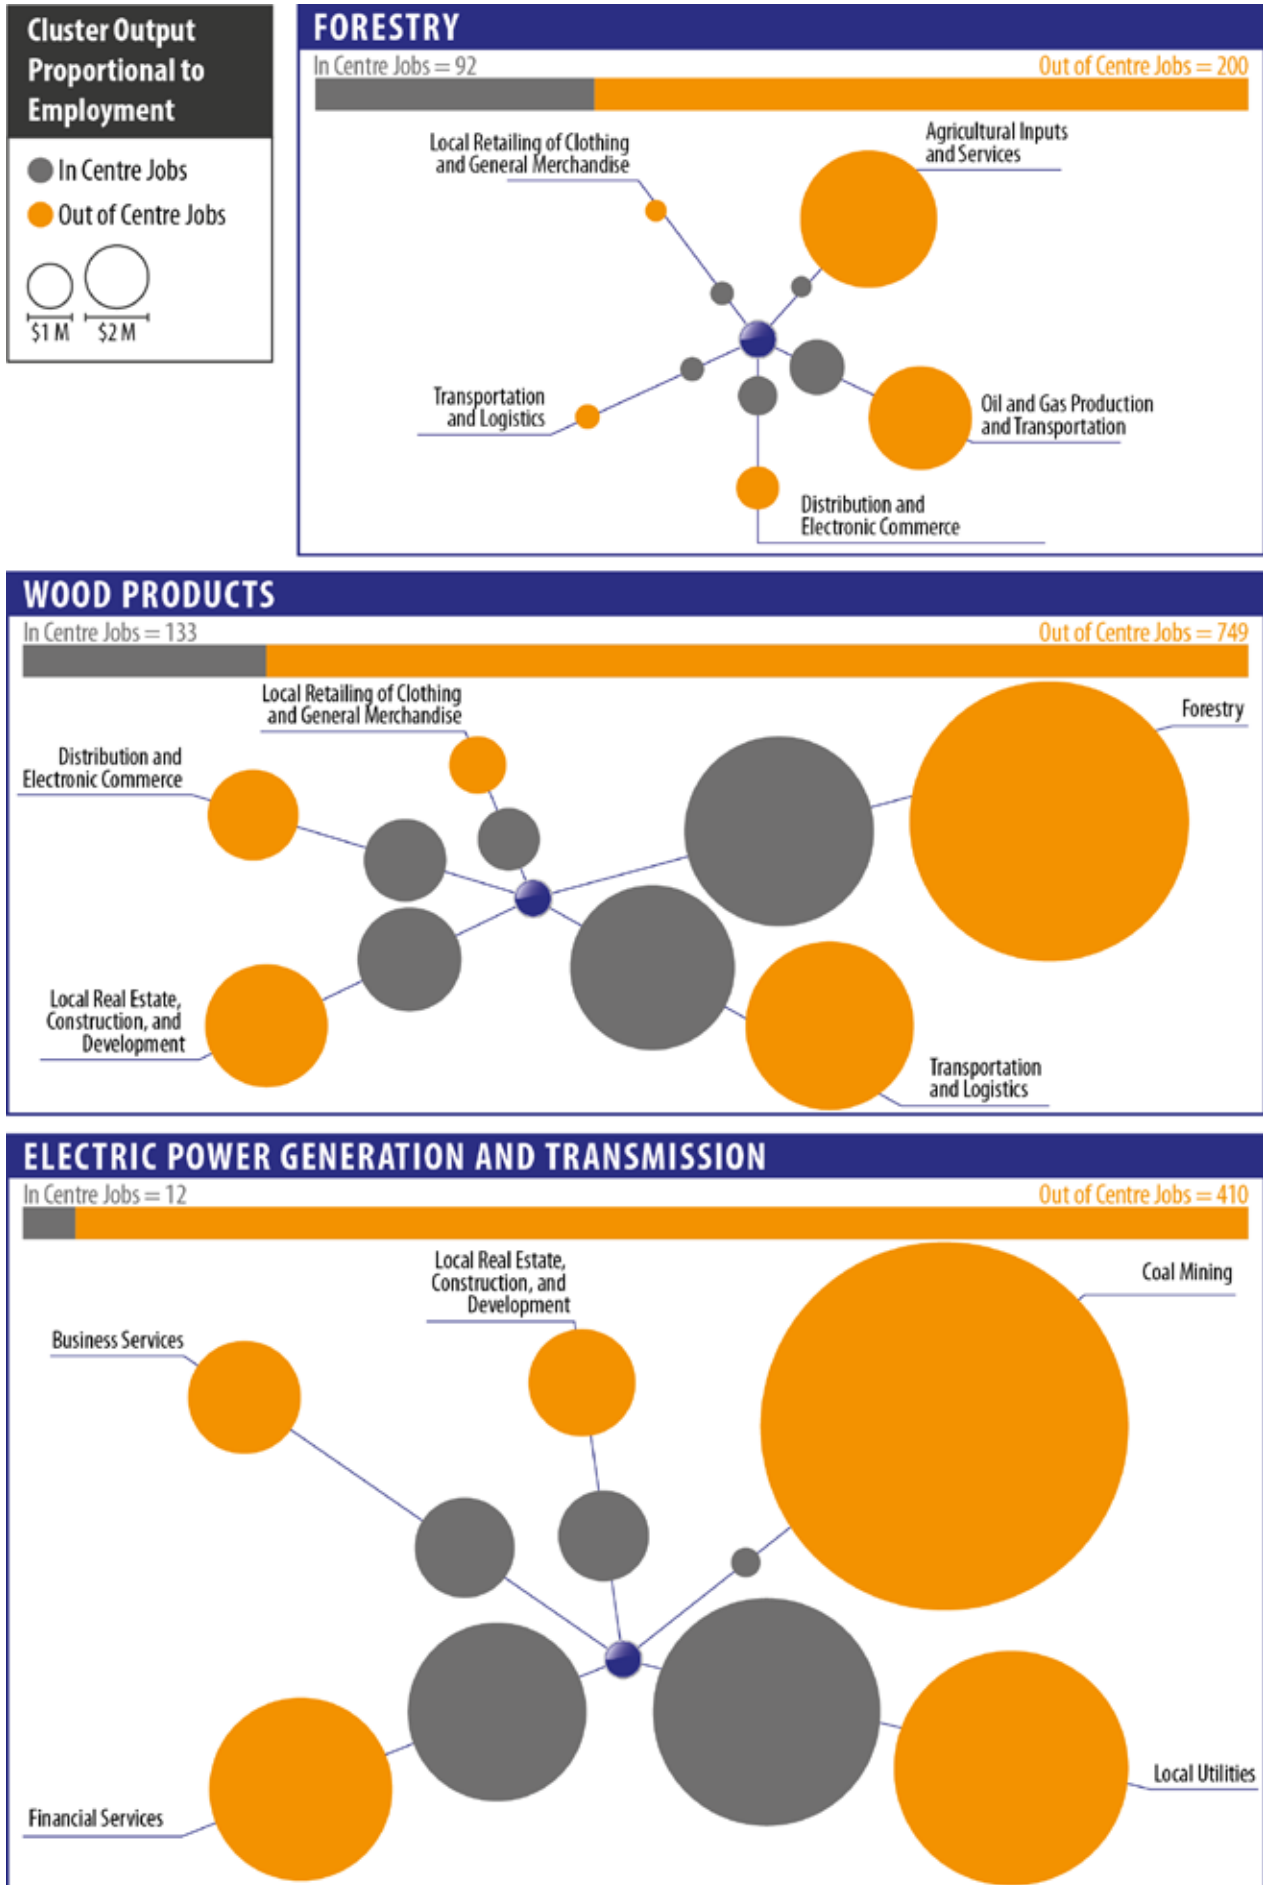 Cluster Output
Proportional to
Employment
In Centre Jobs
Out of Centre Jobs
$1 M
$2 M
FORESTRY
In Centre Jobs = 92
Out of Centre Jobs = 200
Local Retailing of Clothing
and General Merchandise
Agricultural Inputs
and Services
Transportation
and Logistics
Oil and Gas Production
and Transportation
Distribution and
Electronic Commerce
WOOD PRODUCTS
In Centre Jobs = 133
Out of Centre Jobs = 749
Local Retailing of Clothing
and General Merchandise
Forestry
Distribution and
Electronic Commerce
Local Real Estate,
Construction, and
Development
Transportation
and Logistics
ELECTRIC POWER GENERATION AND TRANSMISSION
In Centre Jobs = 12
Out of Centre Jobs = 410
Local Real Estate,
Construction, and
Development
Coal Mining
Business Services
Local Utilities
Financial Services